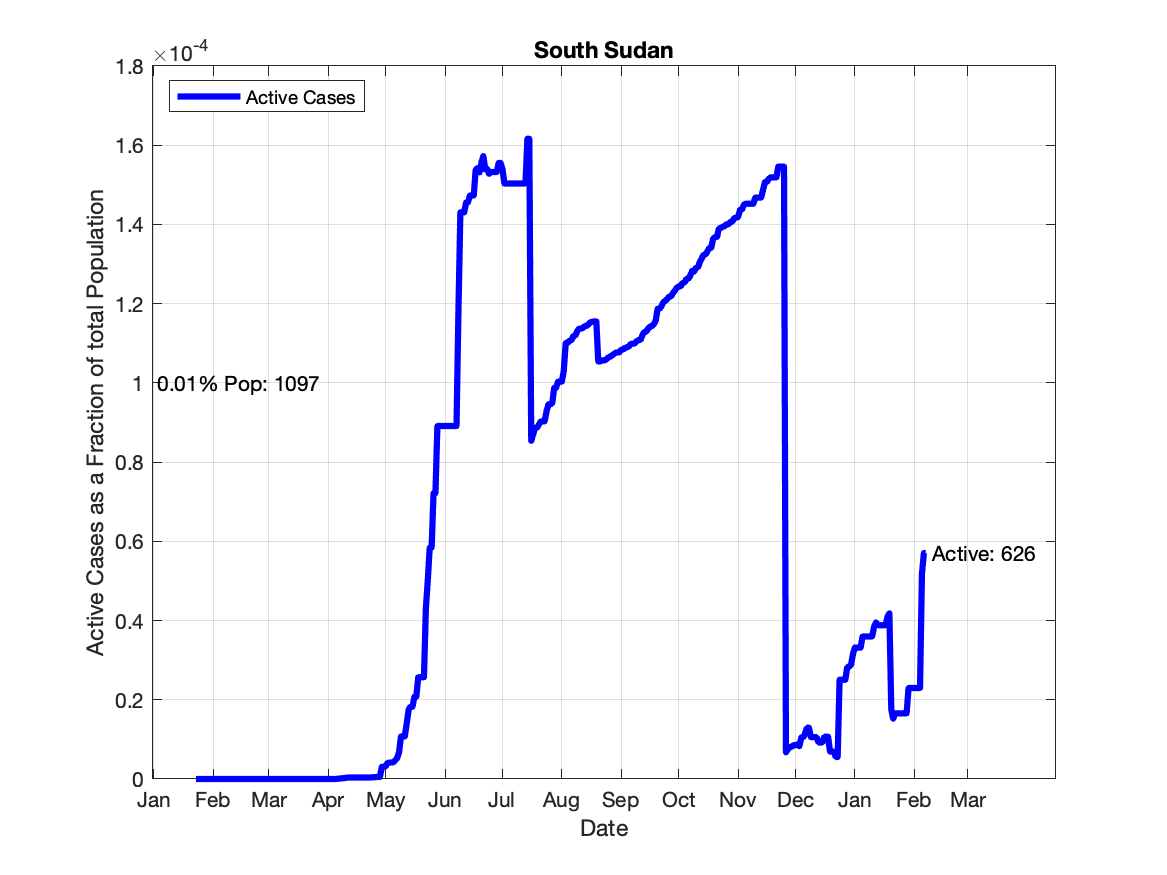 South Sudan
×10-4
Active Cases
1.8
1.6
1.4
1.2
1
0.8
0.6
0.4
0.2
0
Active Cases as a Fraction of total Population
0.01% Pop: 1097
Active: 626
Jan Feb Mar Apr May Jun Jul Aug Sep Oct Nov Dec Jan Feb Mar
Date